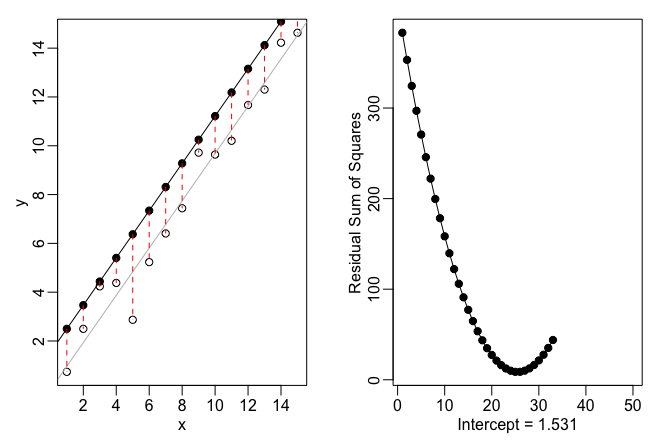 2 4 6 8 10 12 14
y
2 4 6 8 10 12 14
x
0 100 200 300
Residual Sum of Squares
0 10 20 30 40 50
Intercept = 1.531